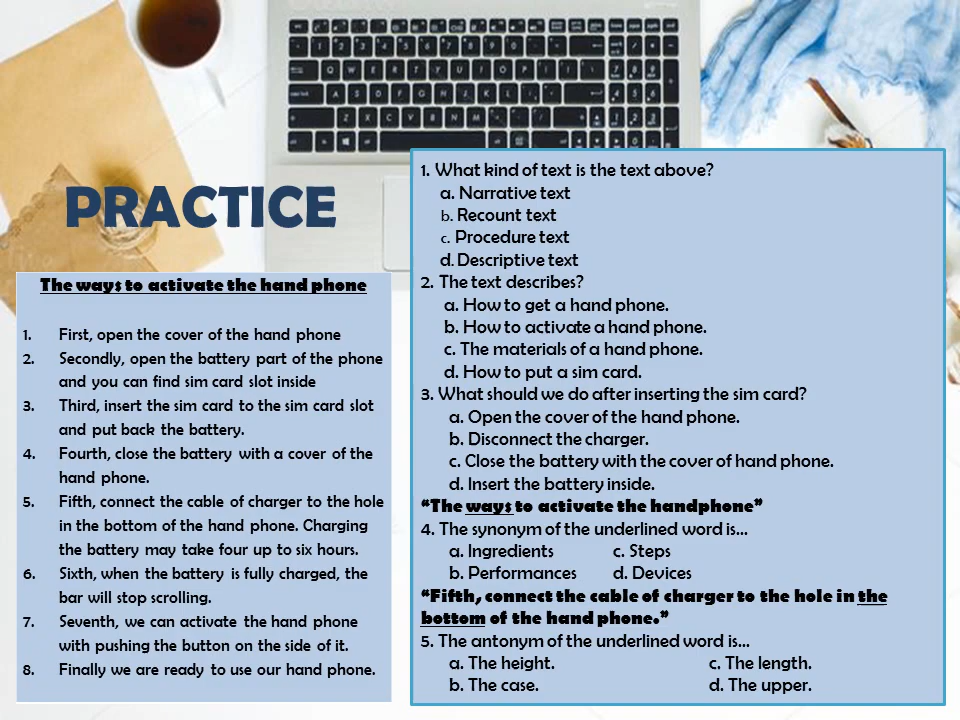 PRACTICE
The ways to activate the hand phone
1. First, open the cover of the hand phone
2. Secondly, open the battery part of the phone
and you can find sim card slot inside
3. Third, insert the sim card to the sim card slot
and put back the battery.
4. Fourth, close the battery with a cover of the
hand phone.
5. Fifth, connect the cable of charger to the hole
in the bottom of the hand phone. Charging
the battery may take four up to six hours.
6. Sixth, when the battery is fully charged, the
bar will stop scrolling.
7. Seventh, we can activate the hand phone
with pushing the button on the side of it.
8. Finally we are ready to use our hand phone.
1. What kind of text is the text above?
a. Narrative text
b. Recount text
c. Procedure text
d. Descriptive text
2. The text describes?
a. How to get a hand phone.
b. How to activate a hand phone.
c. The materials of a hand phone.
d. How to put a sim card.
3. What should we do after inserting the sim card?
a. Open the cover of the hand phone.
b. Disconnect the charger.
c. Close the battery with the cover of hand phone.
d. Insert the battery inside.
“The ways to activate the handphone”
4. The synonym of the underlined word is...
a. Ingredients c. Steps
b. Performances d. Devices
“Fifth, connect the cable of charger to the hole in the
bottom of the hand phone.”
5. The antonym of the underlined word is...
a. The height. c. The length.
b. The case. d. The upper.